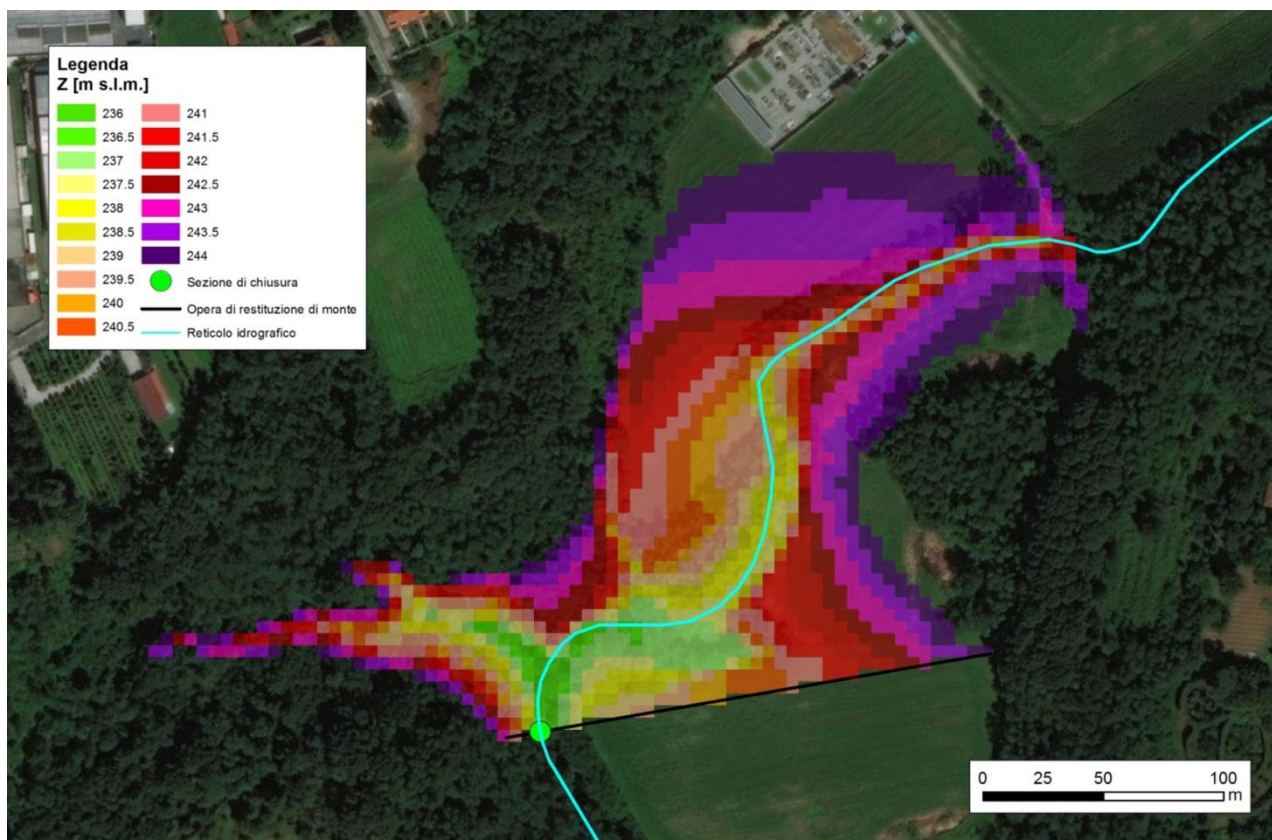 Legenda
Z [m s.l.m.]
236
236.5
237
237.5
238
238.5
239
239.5
240
240.5
241
241.5
242
242.5
243
243.5
244
Sezione di chiusura
Opera di restituzione di monte
Reticolo idrografico
0 25 50 100
m